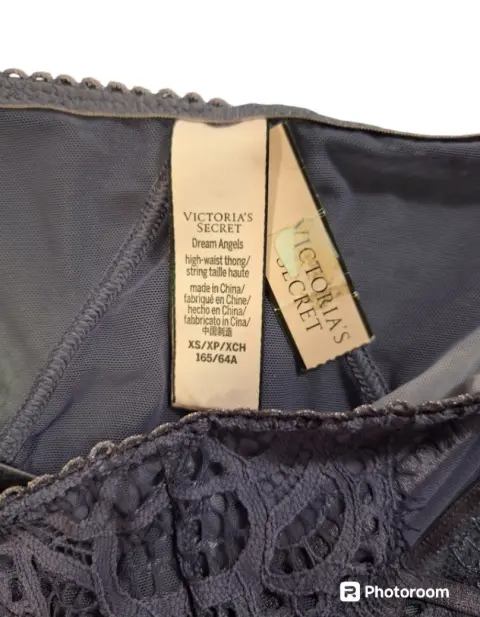 VICTORIA'S
SECRET
Dream Angels
high-waist thong/
string taille haute
made in China/
fabriqué en Chine/
hecho en China/
fabbricato in Cina/
中国制造
XS/XP/XCH
165/64A
VICTORIA'S
SECRET
R Photoroom